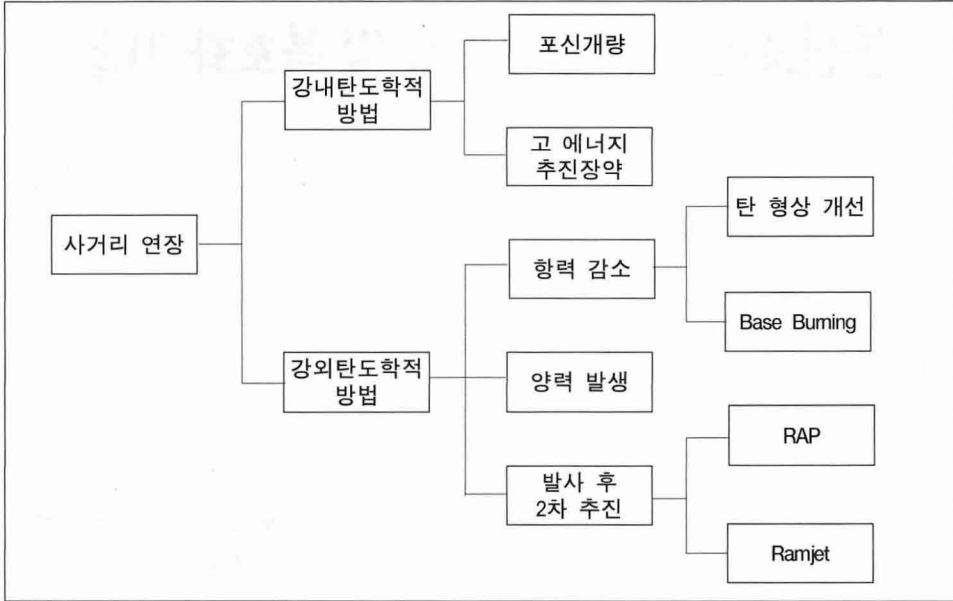 포신개량
강내탄도학적
방법
고 에너지
추진장약
탄 형상 개선
사거리 연장
항력 감소
Base Burning
강외탄도학적
방법
양력 발생
RAP
발사 후
2차 추진
Ramjet